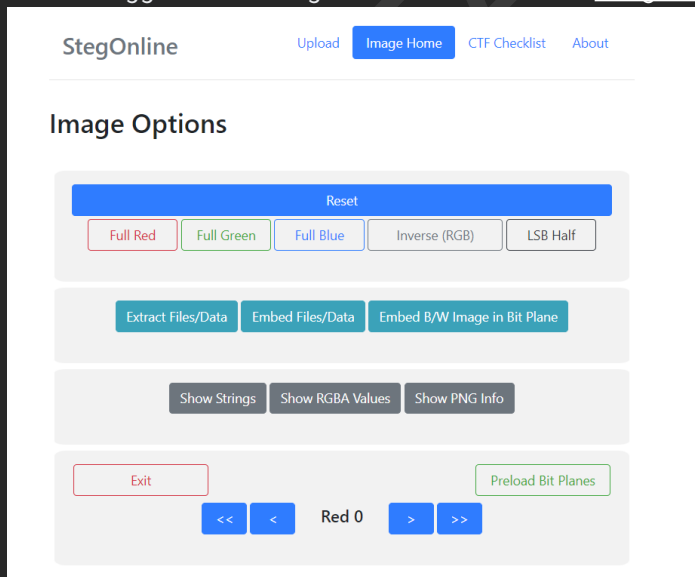 StegOnline Upload Image Home CTF Checklist About
Image Options
Reset
Full Red Full Green Full Blue Inverse (RGB) LSB Half
Extract Files/Data Embed Files/Data Embed B/W Image in Bit Plane
Show Strings Show RGBA Values Show PNG Info
Exit Preload Bit Planes
<< < Red 0 > >>